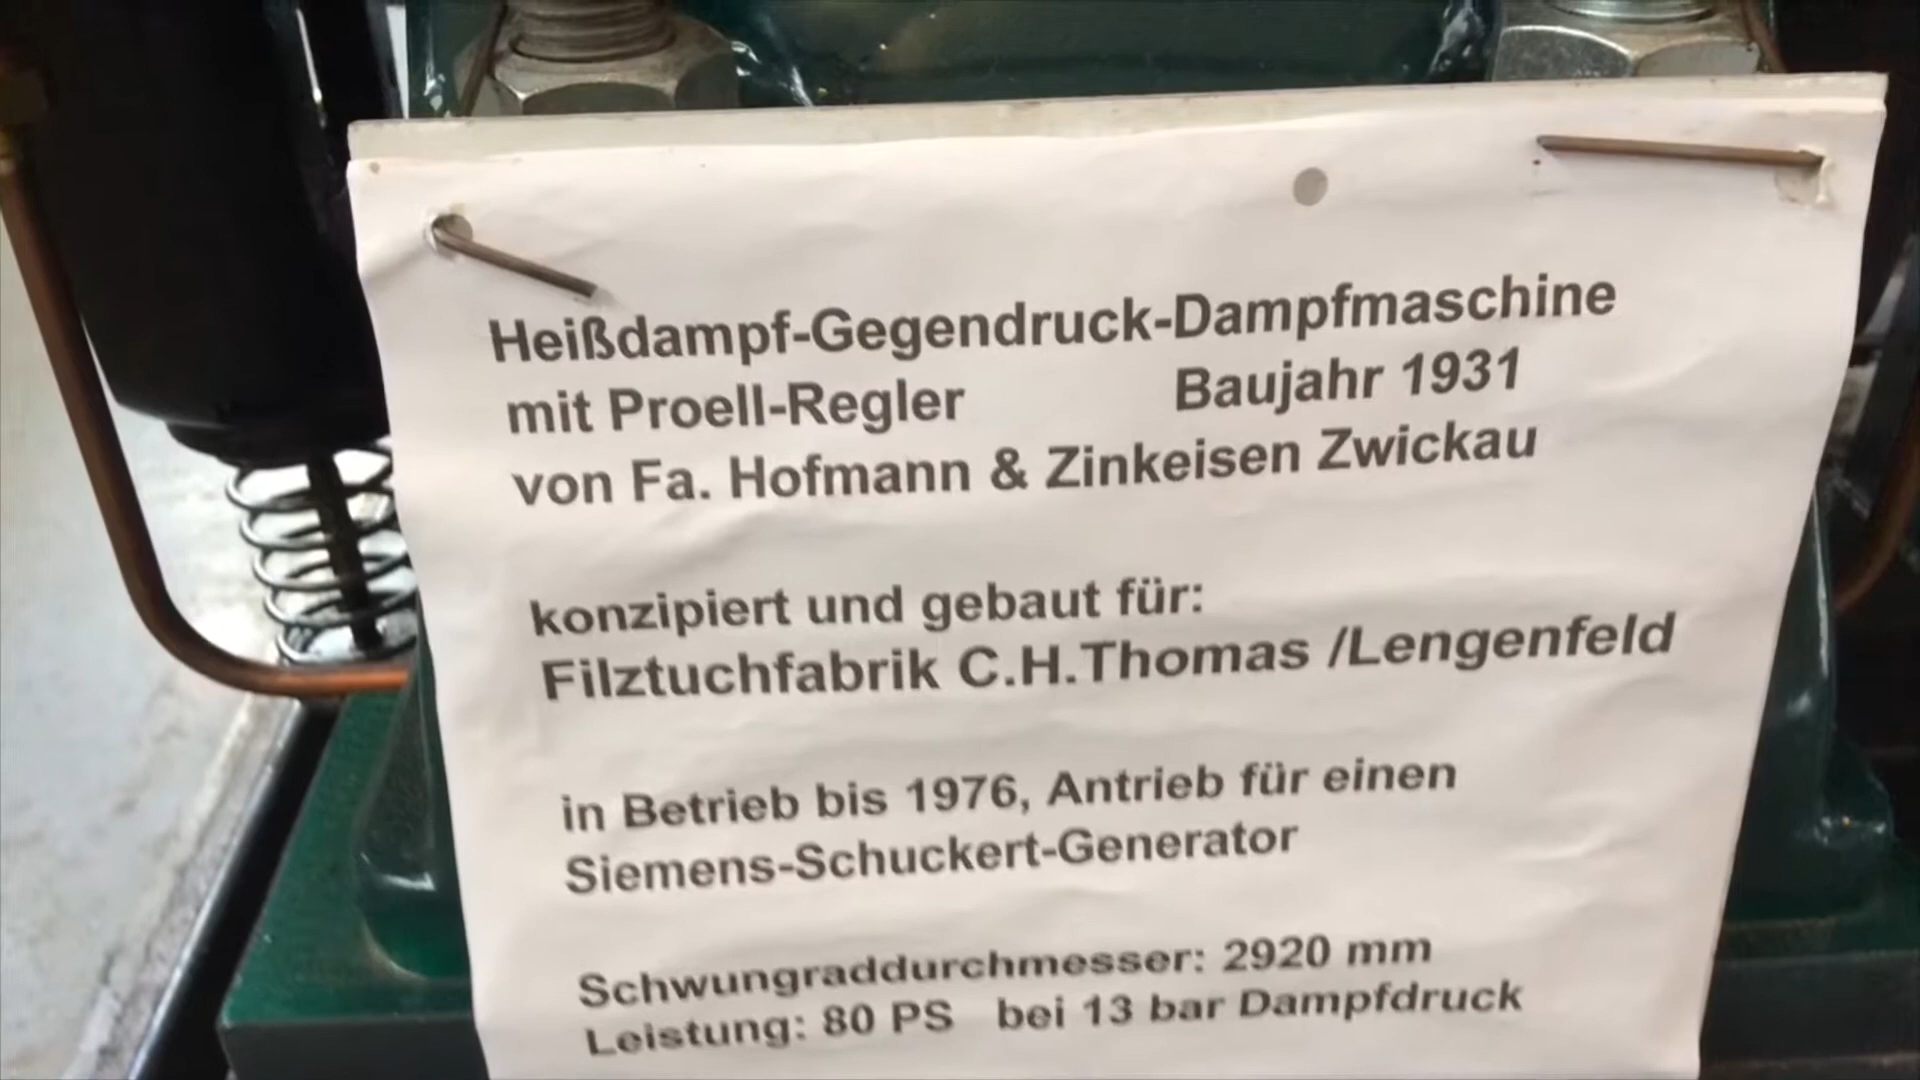 Heißdampf-Gegendruck-Dampfmaschine
mit Proell-Regler Baujahr 1931
von Fa. Hofmann & Zinkeisen Zwickau
konzipiert und gebaut für:
Filztuchfabrik C.H.Thomas /Lengenfeld
in Betrieb bis 1976, Antrieb für einen
Siemens-Schuckert-Generator
Schwungraddurchmesser: 2920 mm
Leistung: 80 PS bei 13 bar Dampfdruck